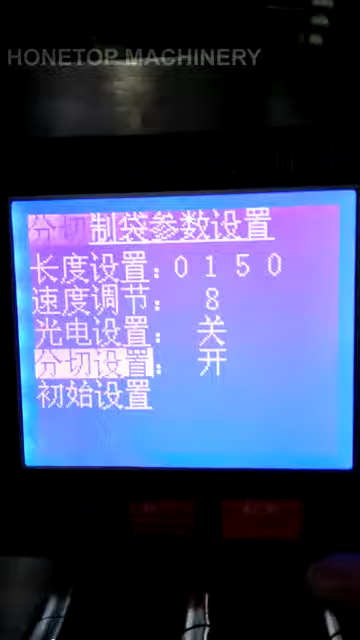 HONETOP MACHINERY
分切制袋参数设置
长度设置：0150
速度调节： 8
光电设置： 关
分切设置： 开
初始设置